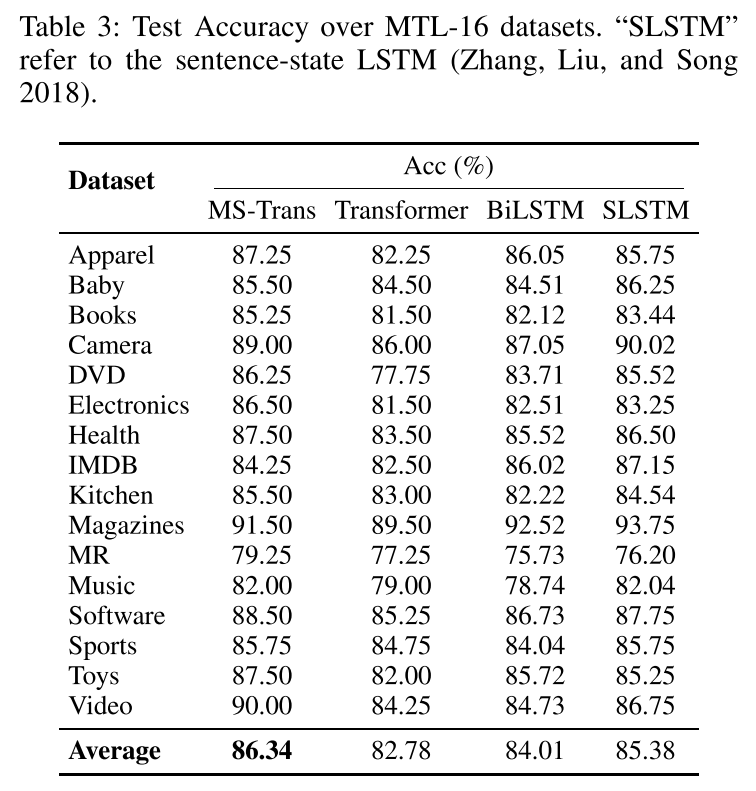 Table 3: Test Accuracy over MTL-16 datasets. “SLSTM”
refer to the sentence-state LSTM (Zhang, Liu, and Song
2018).
Dataset Acc (%)
MS-Trans Transformer BiLSTM SLSTM
Apparel 87.25 82.25 86.05 85.75
Baby 85.50 84.50 84.51 86.25
Books 85.25 81.50 82.12 83.44
Camera 89.00 86.00 87.05 90.02
DVD 86.25 77.75 83.71 85.52
Electronics 86.50 81.50 82.51 83.25
Health 87.50 83.50 85.52 86.50
IMDB 84.25 82.50 86.02 87.15
Kitchen 85.50 83.00 82.22 84.54
Magazines 91.50 89.50 92.52 93.75
MR 79.25 77.25 75.73 76.20
Music 82.00 79.00 78.74 82.04
Software 88.50 85.25 86.73 87.75
Sports 85.75 84.75 84.04 85.75
Toys 87.50 82.00 85.72 85.25
Video 90.00 84.25 84.73 86.75
Average 86.34 82.78 84.01 85.38